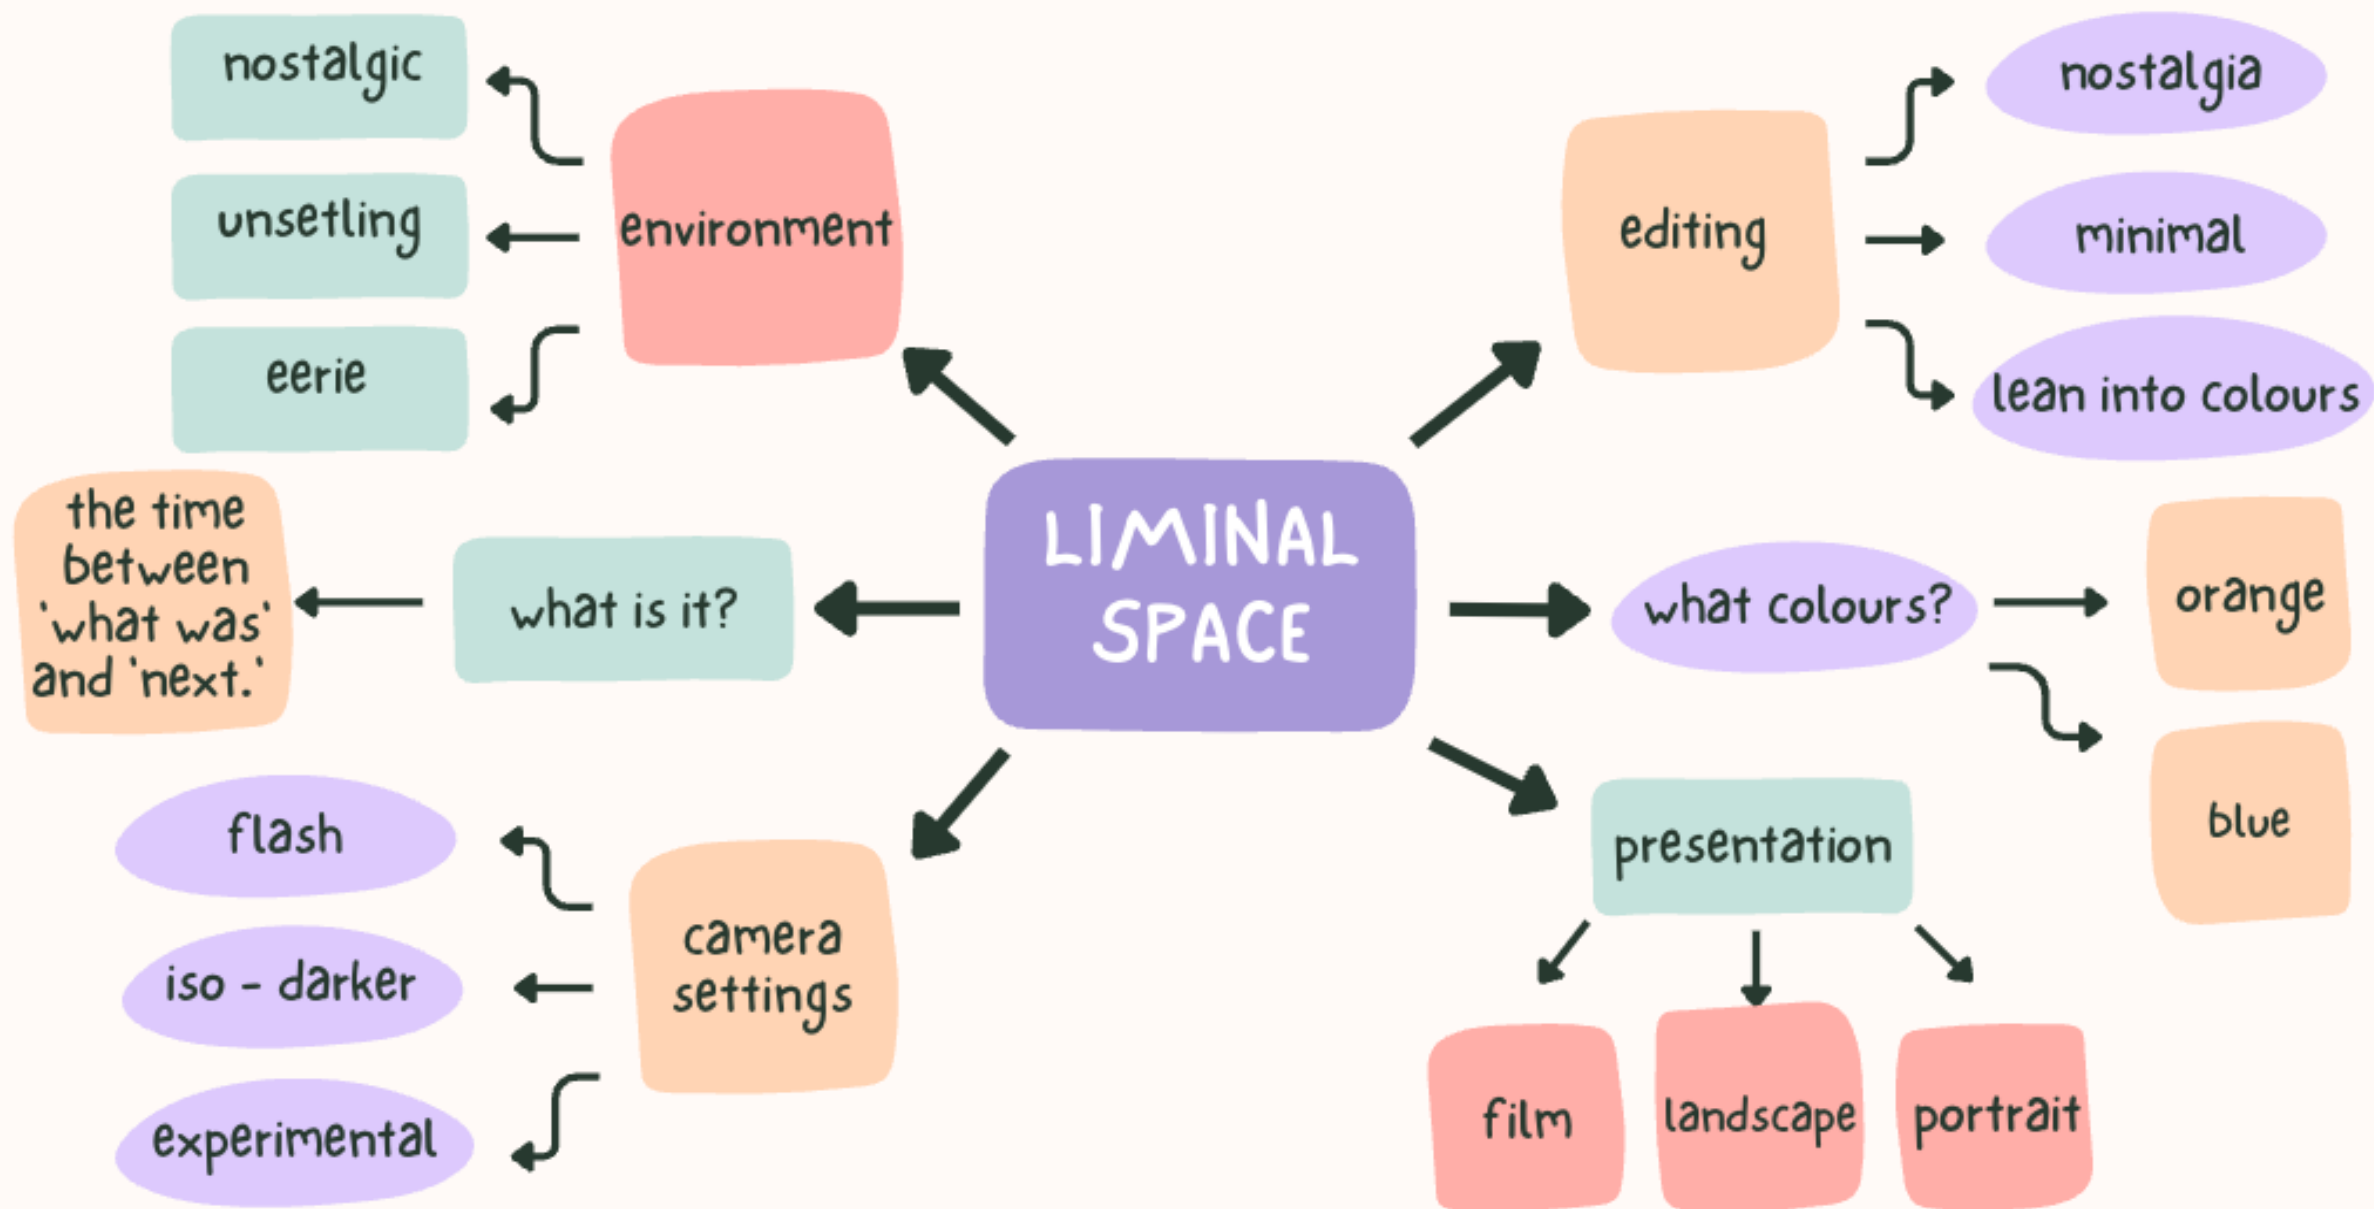 nostalgic
unsetling
eerie
environment
editing
nostalgia
minimal
lean into colours
LIMINAL
SPACE
the time
between
'what was'
and 'next.'
what is it?
what colours?
orange
blue
flash
iso - darker
experimental
camera
settings
presentation
film
landscape
portrait